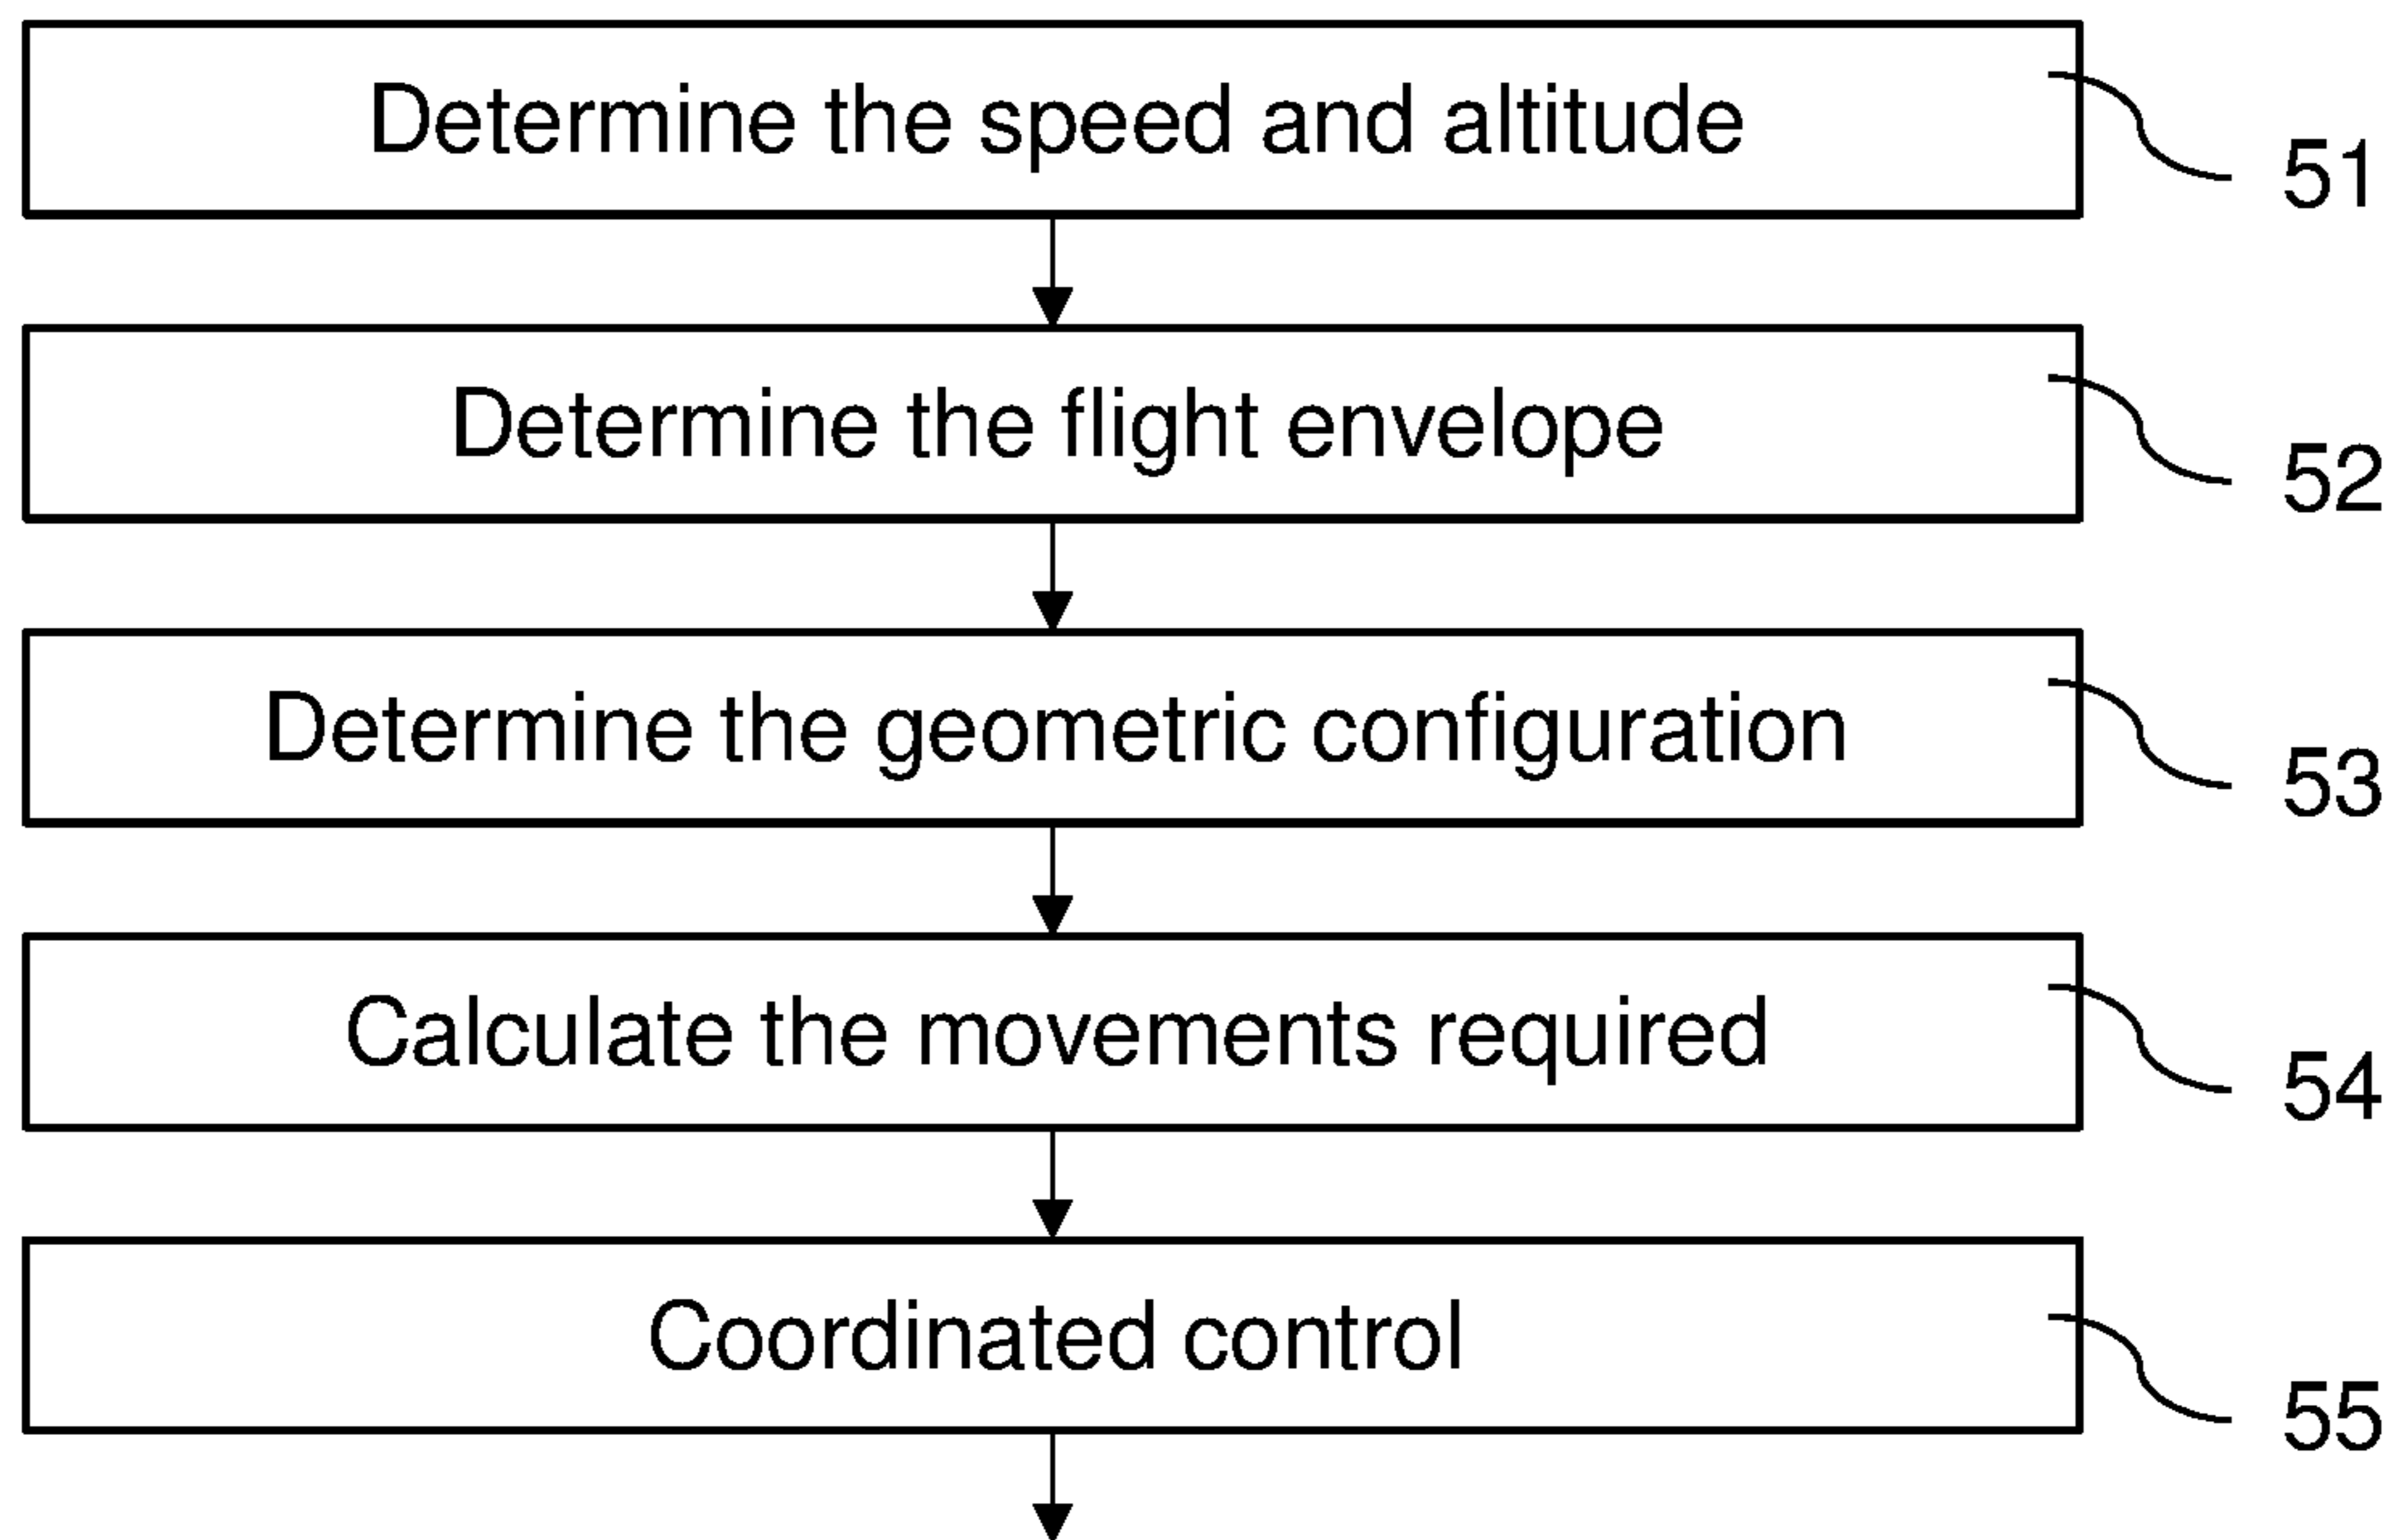 Determine the speed and altitude
51
Determine the flight envelope
52
Determine the geometric configuration
53
Calculate the movements required
54
Coordinated control
55